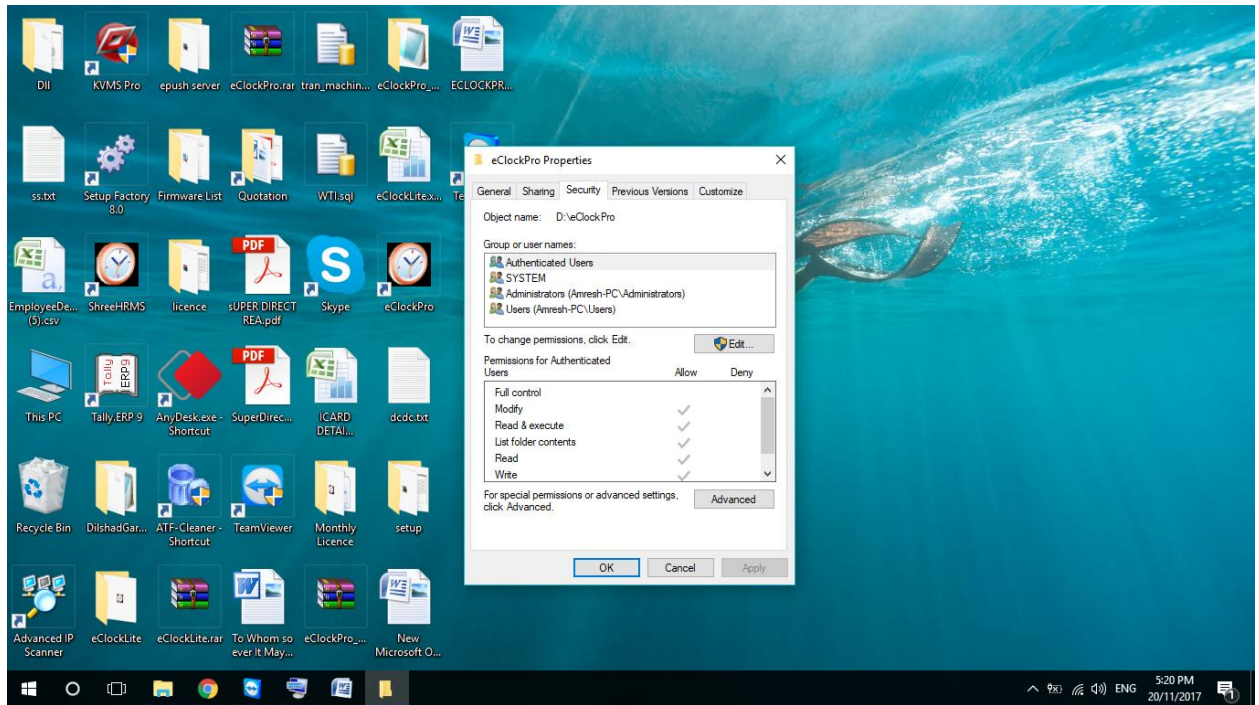 Dll
KVMS Pro
epush server
eClockPro.rar
tran_machin...
eClockPro_...
ECLOCKPR...
ss.txt
Setup Factory
8.0
Firmware List
Quotation
WTI.sql
eClockLite.x...
Te
EmployeeDe...
(5).csv
ShreeHRMS
licence
PDF
sUPER DIRECT
REA.pdf
Skype
eClockPro
This PC
Tally
ERP9
Tally.ERP 9
AnyDesk.exe -
Shortcut
PDF
SuperDirec...
ICARD
DETAI...
dcdc.txt
Recycle Bin
DilshadGar...
ATF-Cleaner -
Shortcut
TeamViewer
Monthly
Licence
setup
Advanced IP
Scanner
eClockLite
eClockLite.rar
To Whom so
ever It May...
eClockPro_...
New
Microsoft O...
eClockPro Properties
General Sharing Security Previous Versions Customize
Object name: D:\eClockPro
Group or user names:
Authenticated Users
SYSTEM
Administrators (Amresh-PC\Administrators)
Users (Amresh-PC\Users)
To change permissions, click Edit.
Edit...
Permissions for Authenticated
Users Allow Deny
Full control
Modify
Read & execute
List folder contents
Read
Write
For special permissions or advanced settings,
click Advanced.
Advanced
OK Cancel Apply
ENG
5:20 PM
20/11/2017
1